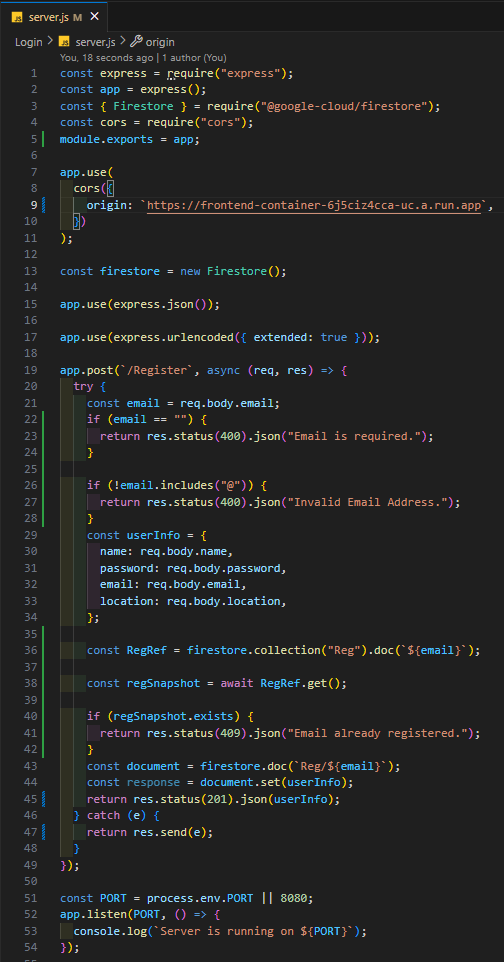 server.js M
Login > server.js > origin
You, 18 seconds ago | 1 author (You)
1 const express = require("express");
2 const app = express();
3 const { Firestore } = require("@google-cloud/firestore");
4 const cors = require("cors");
5 module.exports = app;
6
7 app.use(
8 cors({
9 origin: `https://frontend-container-6j5ciz4cca-uc.a.run.app`,
10 })
11 );
12
13 const firestore = new Firestore();
14
15 app.use(express.json());
16
17 app.use(express.urlencoded({ extended: true }));
18
19 app.post(`/Register`, async (req, res) => {
20 try {
21 const email = req.body.email;
22 if (email == "") {
23 return res.status(400).json("Email is required.");
24 }
25
26 if (!email.includes("@")) {
27 return res.status(400).json("Invalid Email Address.");
28 }
29 const userInfo = {
30 name: req.body.name,
31 password: req.body.password,
32 email: req.body.email,
33 location: req.body.location,
34 };
35
36 const RegRef = firestore.collection("Reg").doc(`${email}`);
37
38 const regSnapshot = await RegRef.get();
39
40 if (regSnapshot.exists) {
41 return res.status(409).json("Email already registered.");
42 }
43 const document = firestore.doc(`Reg/${email}`);
44 const response = document.set(userInfo);
45 return res.status(201).json(userInfo);
46 } catch (e) {
47 return res.send(e);
48 }
49 });
50
51 const PORT = process.env.PORT || 8080;
52 app.listen(PORT, () => {
53 console.log(`Server is running on ${PORT}`);
54 });